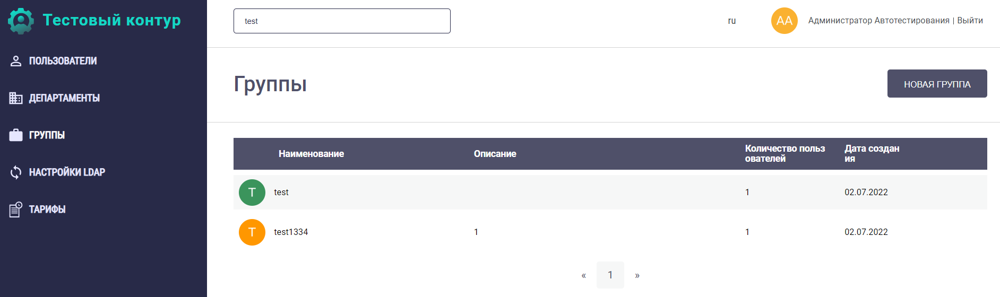 Тестовый контур
test
ru
АА
Администратор Автотестирования | Выйти
ПОЛЬЗОВАТЕЛИ
ДЕПАРТАМЕНТЫ
ГРУППЫ
НАСТРОЙКИ LDAP
ТАРИФЫ
Группы
НОВАЯ ГРУППА
Наименование
Описание
Количество польз
ователей
Дата создан
ия
T
test
1
02.07.2022
T
test1334
1
1
02.07.2022
«
1
»